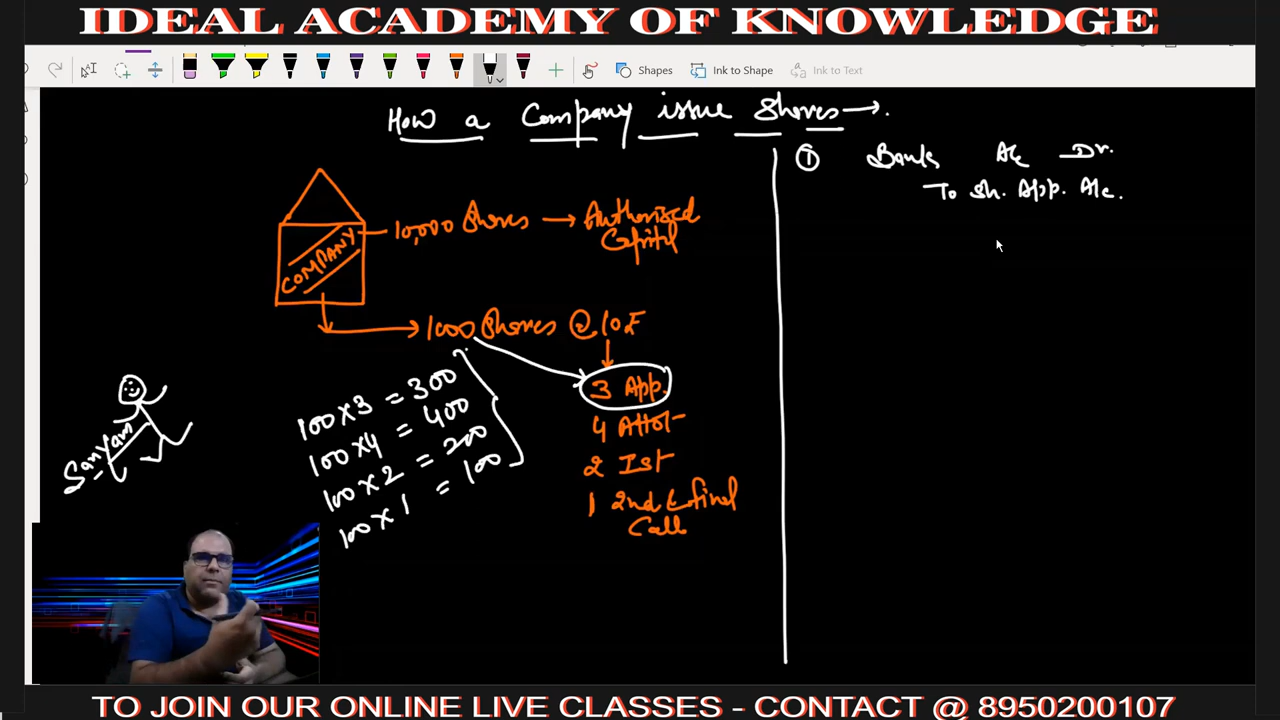 IDEAL ACADEMY OF KNOWLEDGE
Shapes
Ink to Shape
Ink to Text
How a Company issue Shares →.
① Bank A/c Dr.
To Sh. App. A/c.
COMPANY
10,000 Shares → Authorized
Capital
1000 Shares @ 10₹
3 App.
4 Allot
2 Ist
1 2nd & final
Call
100 × 3 = 300
100 × 4 = 400
100 × 2 = 200
100 × 1 = 100
Sanyam
TO JOIN OUR ONLINE LIVE CLASSES - CONTACT @ 8950200107